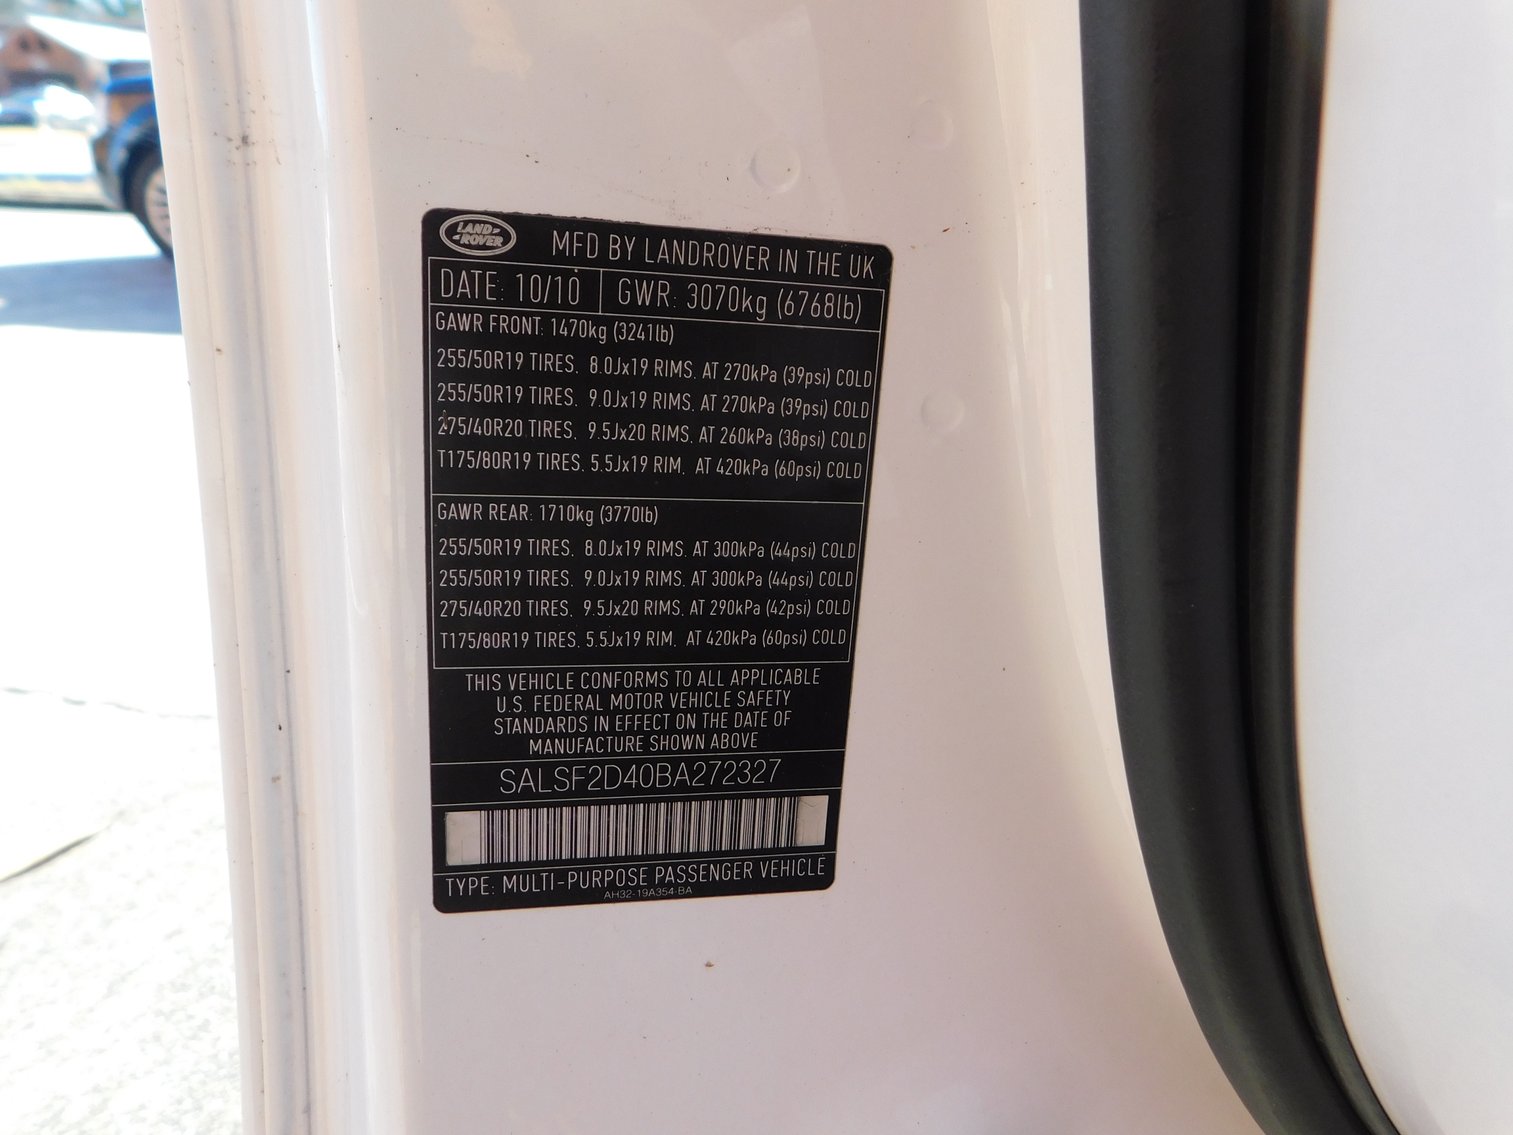 LAND-
-ROVER
MFD BY LANDROVER IN THE UK
DATE: 10/10 GWR: 3070kg (6768lb)
GAWR FRONT: 1470kg (3241lb)
255/50R19 TIRES. 8.0Jx19 RIMS. AT 270kPa (39psi) COLD
255/50R19 TIRES. 9.0Jx19 RIMS. AT 270kPa (39psi) COLD
275/40R20 TIRES. 9.5Jx20 RIMS. AT 260kPa (38psi) COLD
T175/80R19 TIRES. 5.5Jx19 RIM. AT 420kPa (60psi) COLD
GAWR REAR: 1710kg (3770lb)
255/50R19 TIRES. 8.0Jx19 RIMS. AT 300kPa (44psi) COLD
255/50R19 TIRES. 9.0Jx19 RIMS. AT 300kPa (44psi) COLD
275/40R20 TIRES. 9.5Jx20 RIMS. AT 290kPa (42psi) COLD
T175/80R19 TIRES. 5.5Jx19 RIM. AT 420kPa (60psi) COLD
THIS VEHICLE CONFORMS TO ALL APPLICABLE
U.S. FEDERAL MOTOR VEHICLE SAFETY
STANDARDS IN EFFECT ON THE DATE OF
MANUFACTURE SHOWN ABOVE
SALSF2D40BA272327
TYPE: MULTI-PURPOSE PASSENGER VEHICLE
AH32-19A354-BA